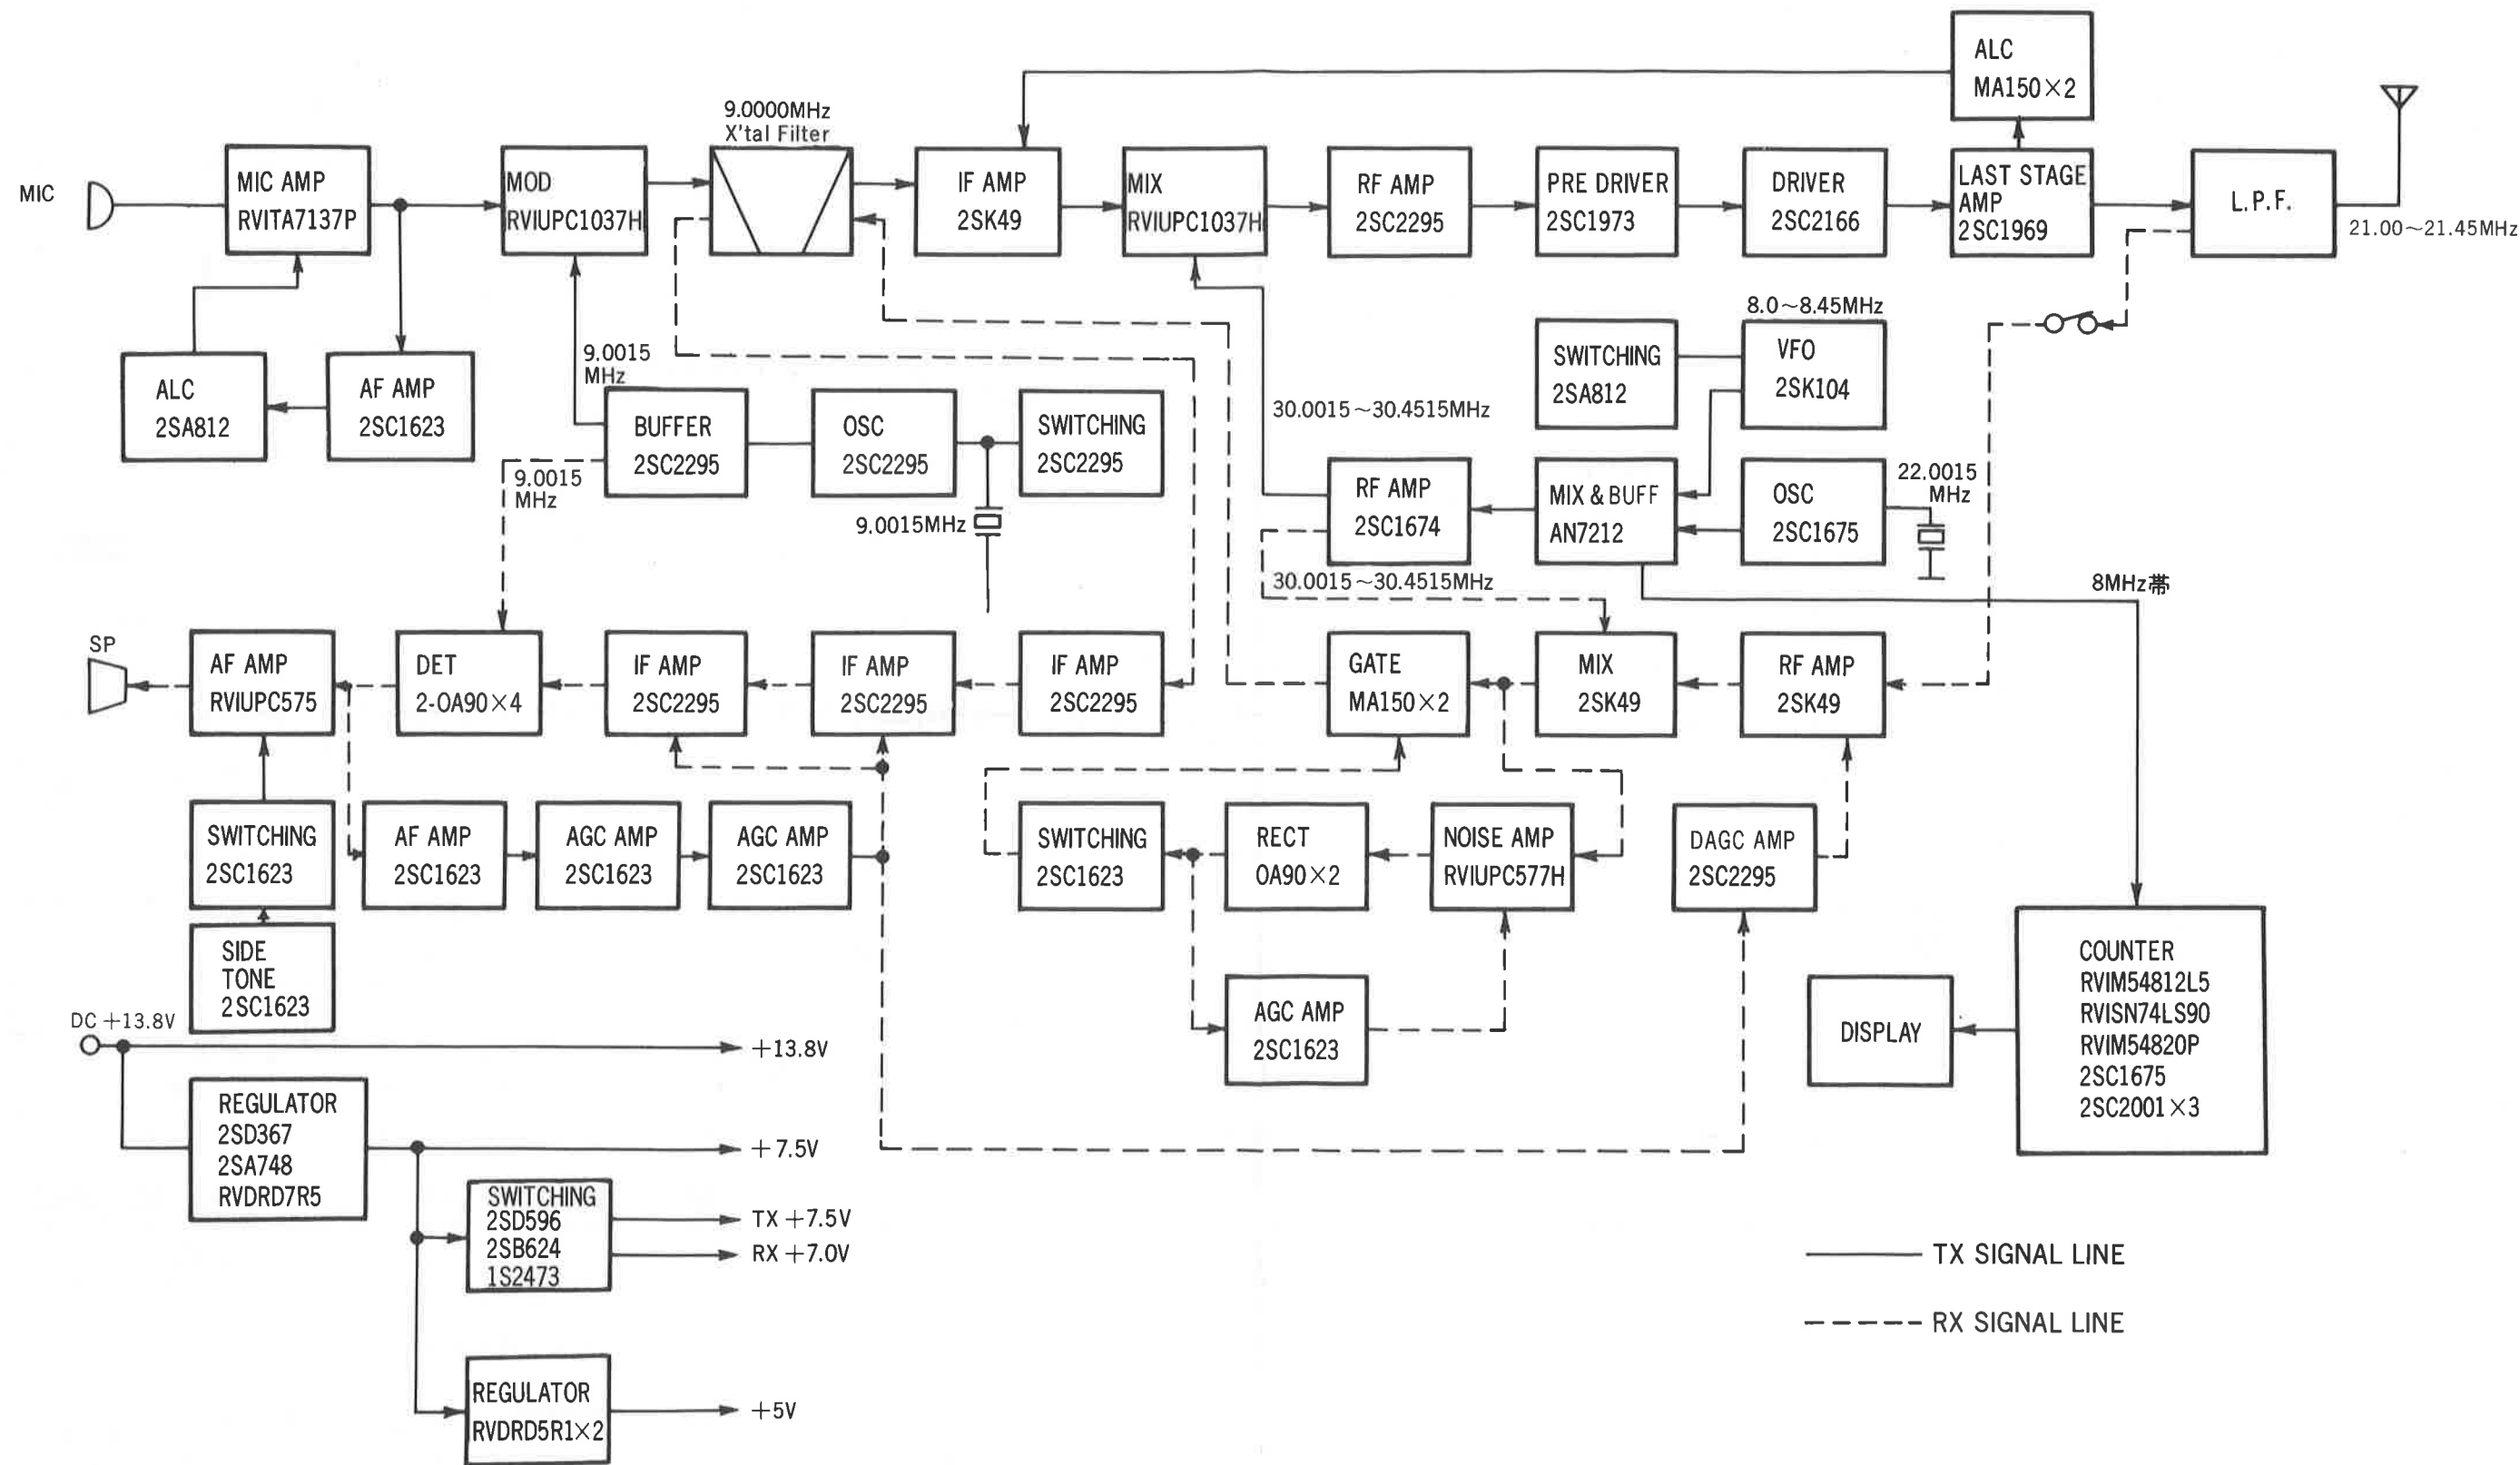 ALC
MA150×2
9.0000MHz
X'tal Filter
MIC
MIC AMP
RVITA7137P
MOD
RVIUPC1037H
IF AMP
2SK49
MIX
RVIUPC1037H
RF AMP
2SC2295
PRE DRIVER
2SC1973
DRIVER
2SC2166
LAST STAGE
AMP
2SC1969
L.P.F.
21.00~21.45MHz
ALC
2SA812
AF AMP
2SC1623
9.0015
MHz
BUFFER
2SC2295
OSC
2SC2295
SWITCHING
2SC2295
9.0015
MHz
9.0015MHz
30.0015~30.4515MHz
SWITCHING
2SA812
8.0~8.45MHz
VFO
2SK104
RF AMP
2SC1674
MIX & BUFF
AN7212
OSC
2SC1675
22.0015
MHz
30.0015~30.4515MHz
8MHz帯
SP
AF AMP
RVIUPC575
DET
2-OA90×4
IF AMP
2SC2295
IF AMP
2SC2295
IF AMP
2SC2295
GATE
MA150×2
MIX
2SK49
RF AMP
2SK49
SWITCHING
2SC1623
AF AMP
2SC1623
AGC AMP
2SC1623
AGC AMP
2SC1623
SWITCHING
2SC1623
RECT
OA90×2
NOISE AMP
RVIUPC577H
DAGC AMP
2SC2295
SIDE
TONE
2SC1623
AGC AMP
2SC1623
DISPLAY
COUNTER
RVIM54812L5
RVISN74LS90
RVIM54820P
2SC1675
2SC2001×3
DC +13.8V
+13.8V
REGULATOR
2SD367
2SA748
RVDRD7R5
+7.5V
SWITCHING
2SD596
2SB624
1S2473
TX +7.5V
RX +7.0V
REGULATOR
RVDRD5R1×2
+5V
TX SIGNAL LINE
RX SIGNAL LINE